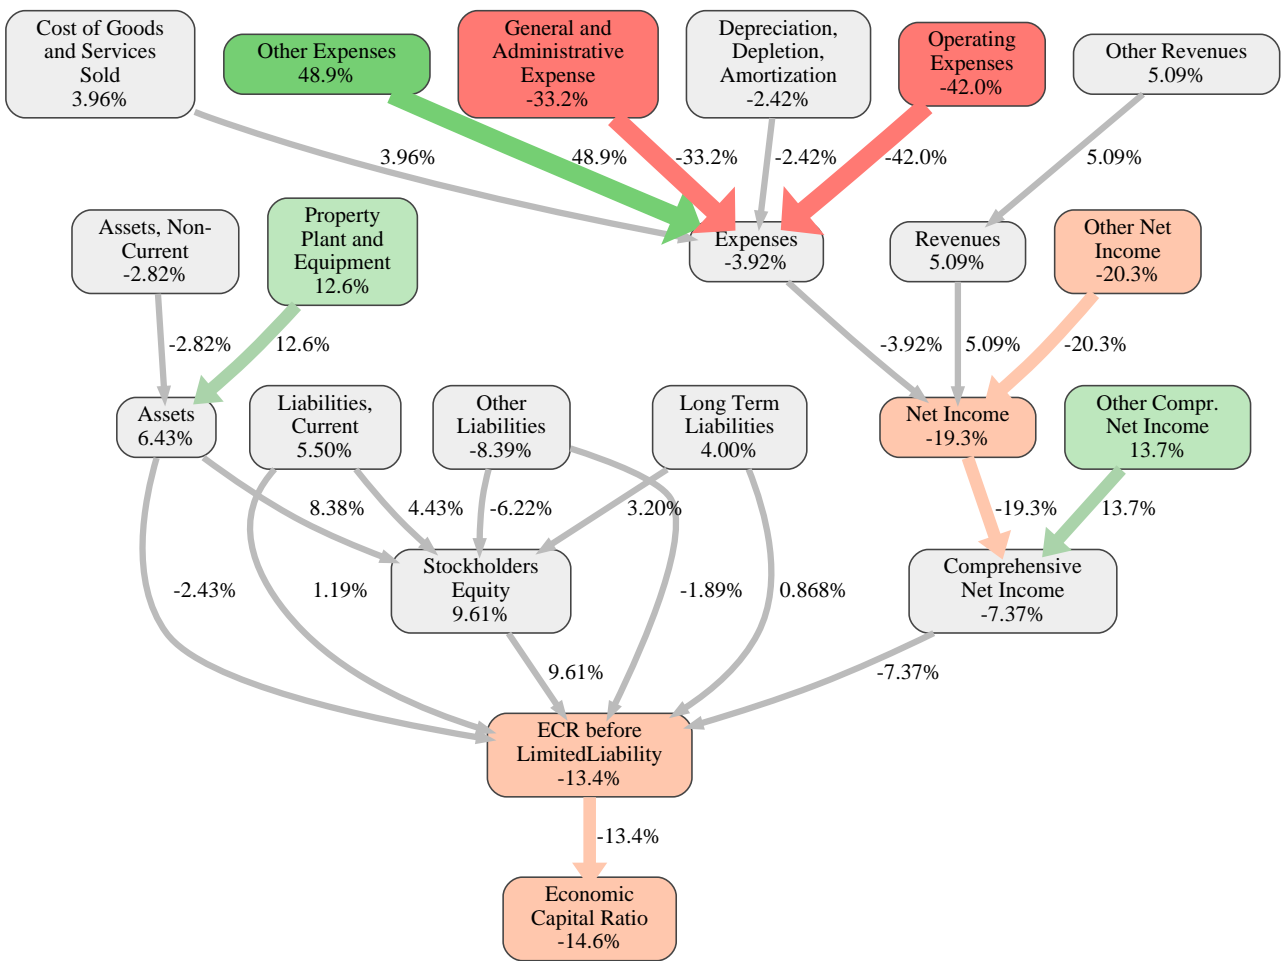 Cost of Goods
and Services
Sold
3.96%
Other Expenses
48.9%
General and
Administrative
Expense
-33.2%
Depreciation,
Depletion,
Amortization
-2.42%
Operating
Expenses
-42.0%
Other Revenues
5.09%
3.96%
48.9%
-33.2%
-2.42%
-42.0%
5.09%
Assets, Non-
Current
-2.82%
Property
Plant and
Equipment
12.6%
Expenses
-3.92%
Revenues
5.09%
Other Net
Income
-20.3%
-2.82%
12.6%
-3.92%
5.09%
-20.3%
Assets
6.43%
Liabilities,
Current
5.50%
Other
Liabilities
-8.39%
Long Term
Liabilities
4.00%
Net Income
-19.3%
Other Compr.
Net Income
13.7%
8.38%
4.43%
-6.22%
3.20%
-19.3%
13.7%
-2.43%
1.19%
Stockholders
Equity
9.61%
-1.89%
0.868%
Comprehensive
Net Income
-7.37%
9.61%
-7.37%
ECR before
LimitedLiability
-13.4%
-13.4%
Economic
Capital Ratio
-14.6%